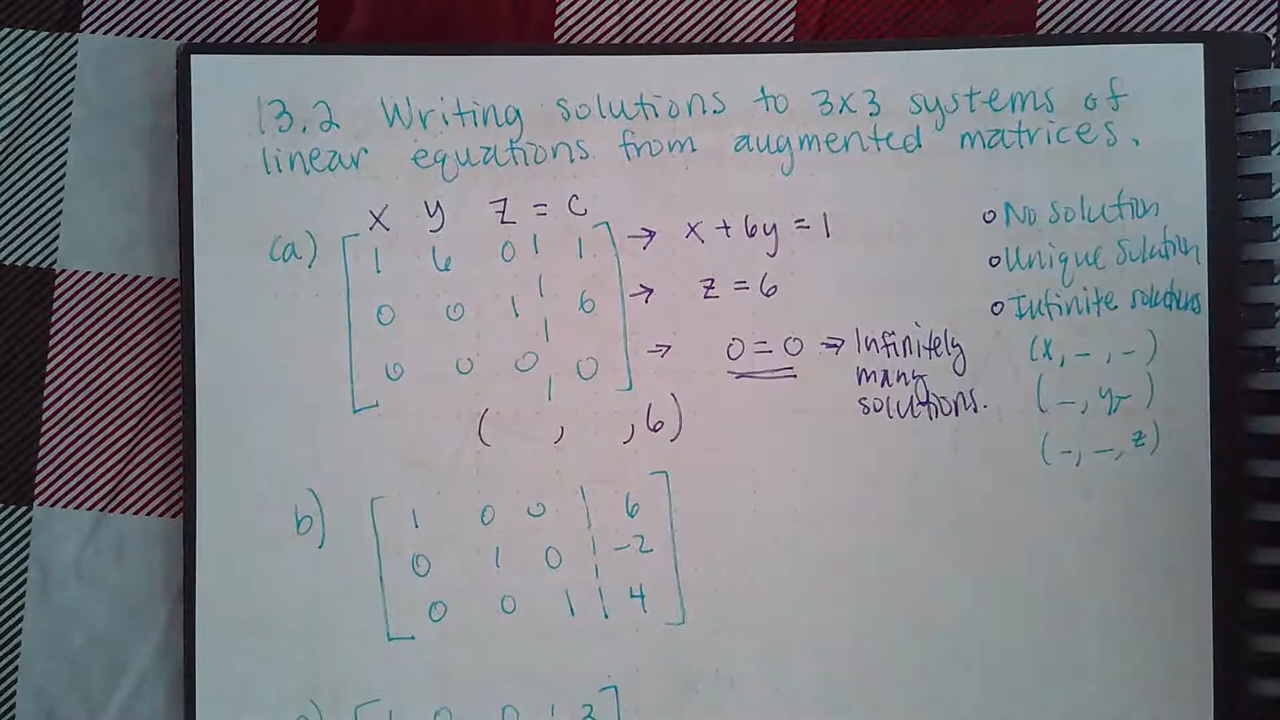 13.2 Writing solutions to 3x3 systems of
linear equations from augmented matrices.
x y z = c
(a) [ 1 6 0 | 1 ] → x + 6y = 1
[ 0 0 1 | 6 ] → z = 6
[ 0 0 0 | 0 ] → 0 = 0 → Infinitely
many
solutions.
( , , 6)
o No solution
o Unique solution
o Infinite solutions
(x, -, -)
(-, y, -)
(-, -, z)
b) [ 1 0 0 | 6 ]
[ 0 1 0 | -2 ]
[ 0 0 1 | 4 ]